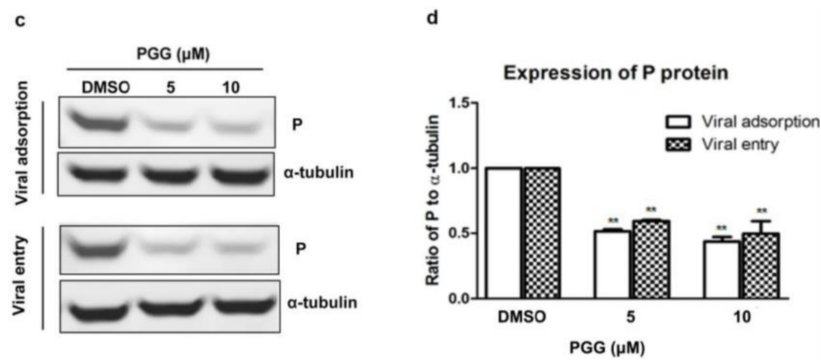 c
PGG (µM)
DMSO 5 10
Viral adsorption
P
α-tubulin
Viral entry
P
α-tubulin
d
Expression of P protein
Ratio of P to α-tubulin
1.5
1.0
0.5
0.0
Viral adsorption
Viral entry
** **
** **
DMSO 5 10
PGG (µM)